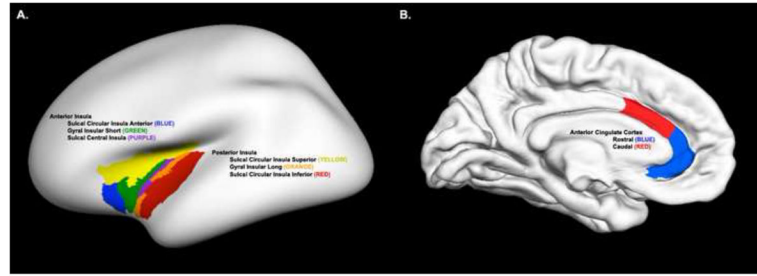 A.
Anterior Insula
Sulcal Circular Insula Anterior (BLUE)
Gyral Insular Short (GREEN)
Sulcal Central Insula (PURPLE)
Posterior Insula
Sulcal Circular Insula Superior (YELLOW)
Gyral Insular Long (ORANGE)
Sulcal Circular Insula Inferior (RED)
B.
Anterior Cingulate Cortex
Rostral (BLUE)
Caudal (RED)